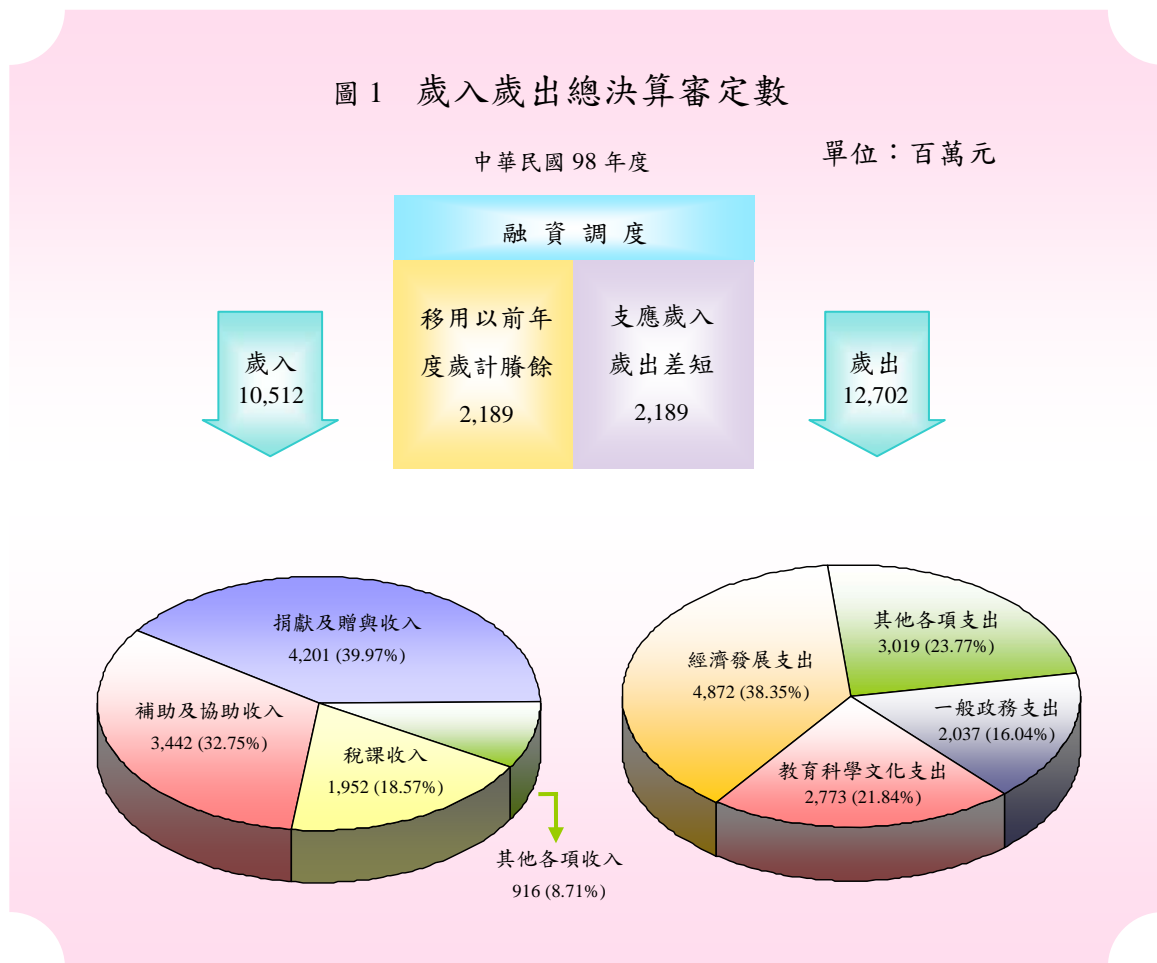 圖 1 歲入歲出總決算審定數
中華民國 98 年度
單位：百萬元
融 資 調 度
移用以前年
度歲計賸餘
2,189
支應歲入
歲出差短
2,189
歲入
10,512
歲出
12,702
捐獻及贈與收入
4,201 (39.97%)
補助及協助收入
3,442 (32.75%)
稅課收入
1,952 (18.57%)
其他各項收入
916 (8.71%)
其他各項支出
3,019 (23.77%)
經濟發展支出
4,872 (38.35%)
一般政務支出
2,037 (16.04%)
教育科學文化支出
2,773 (21.84%)